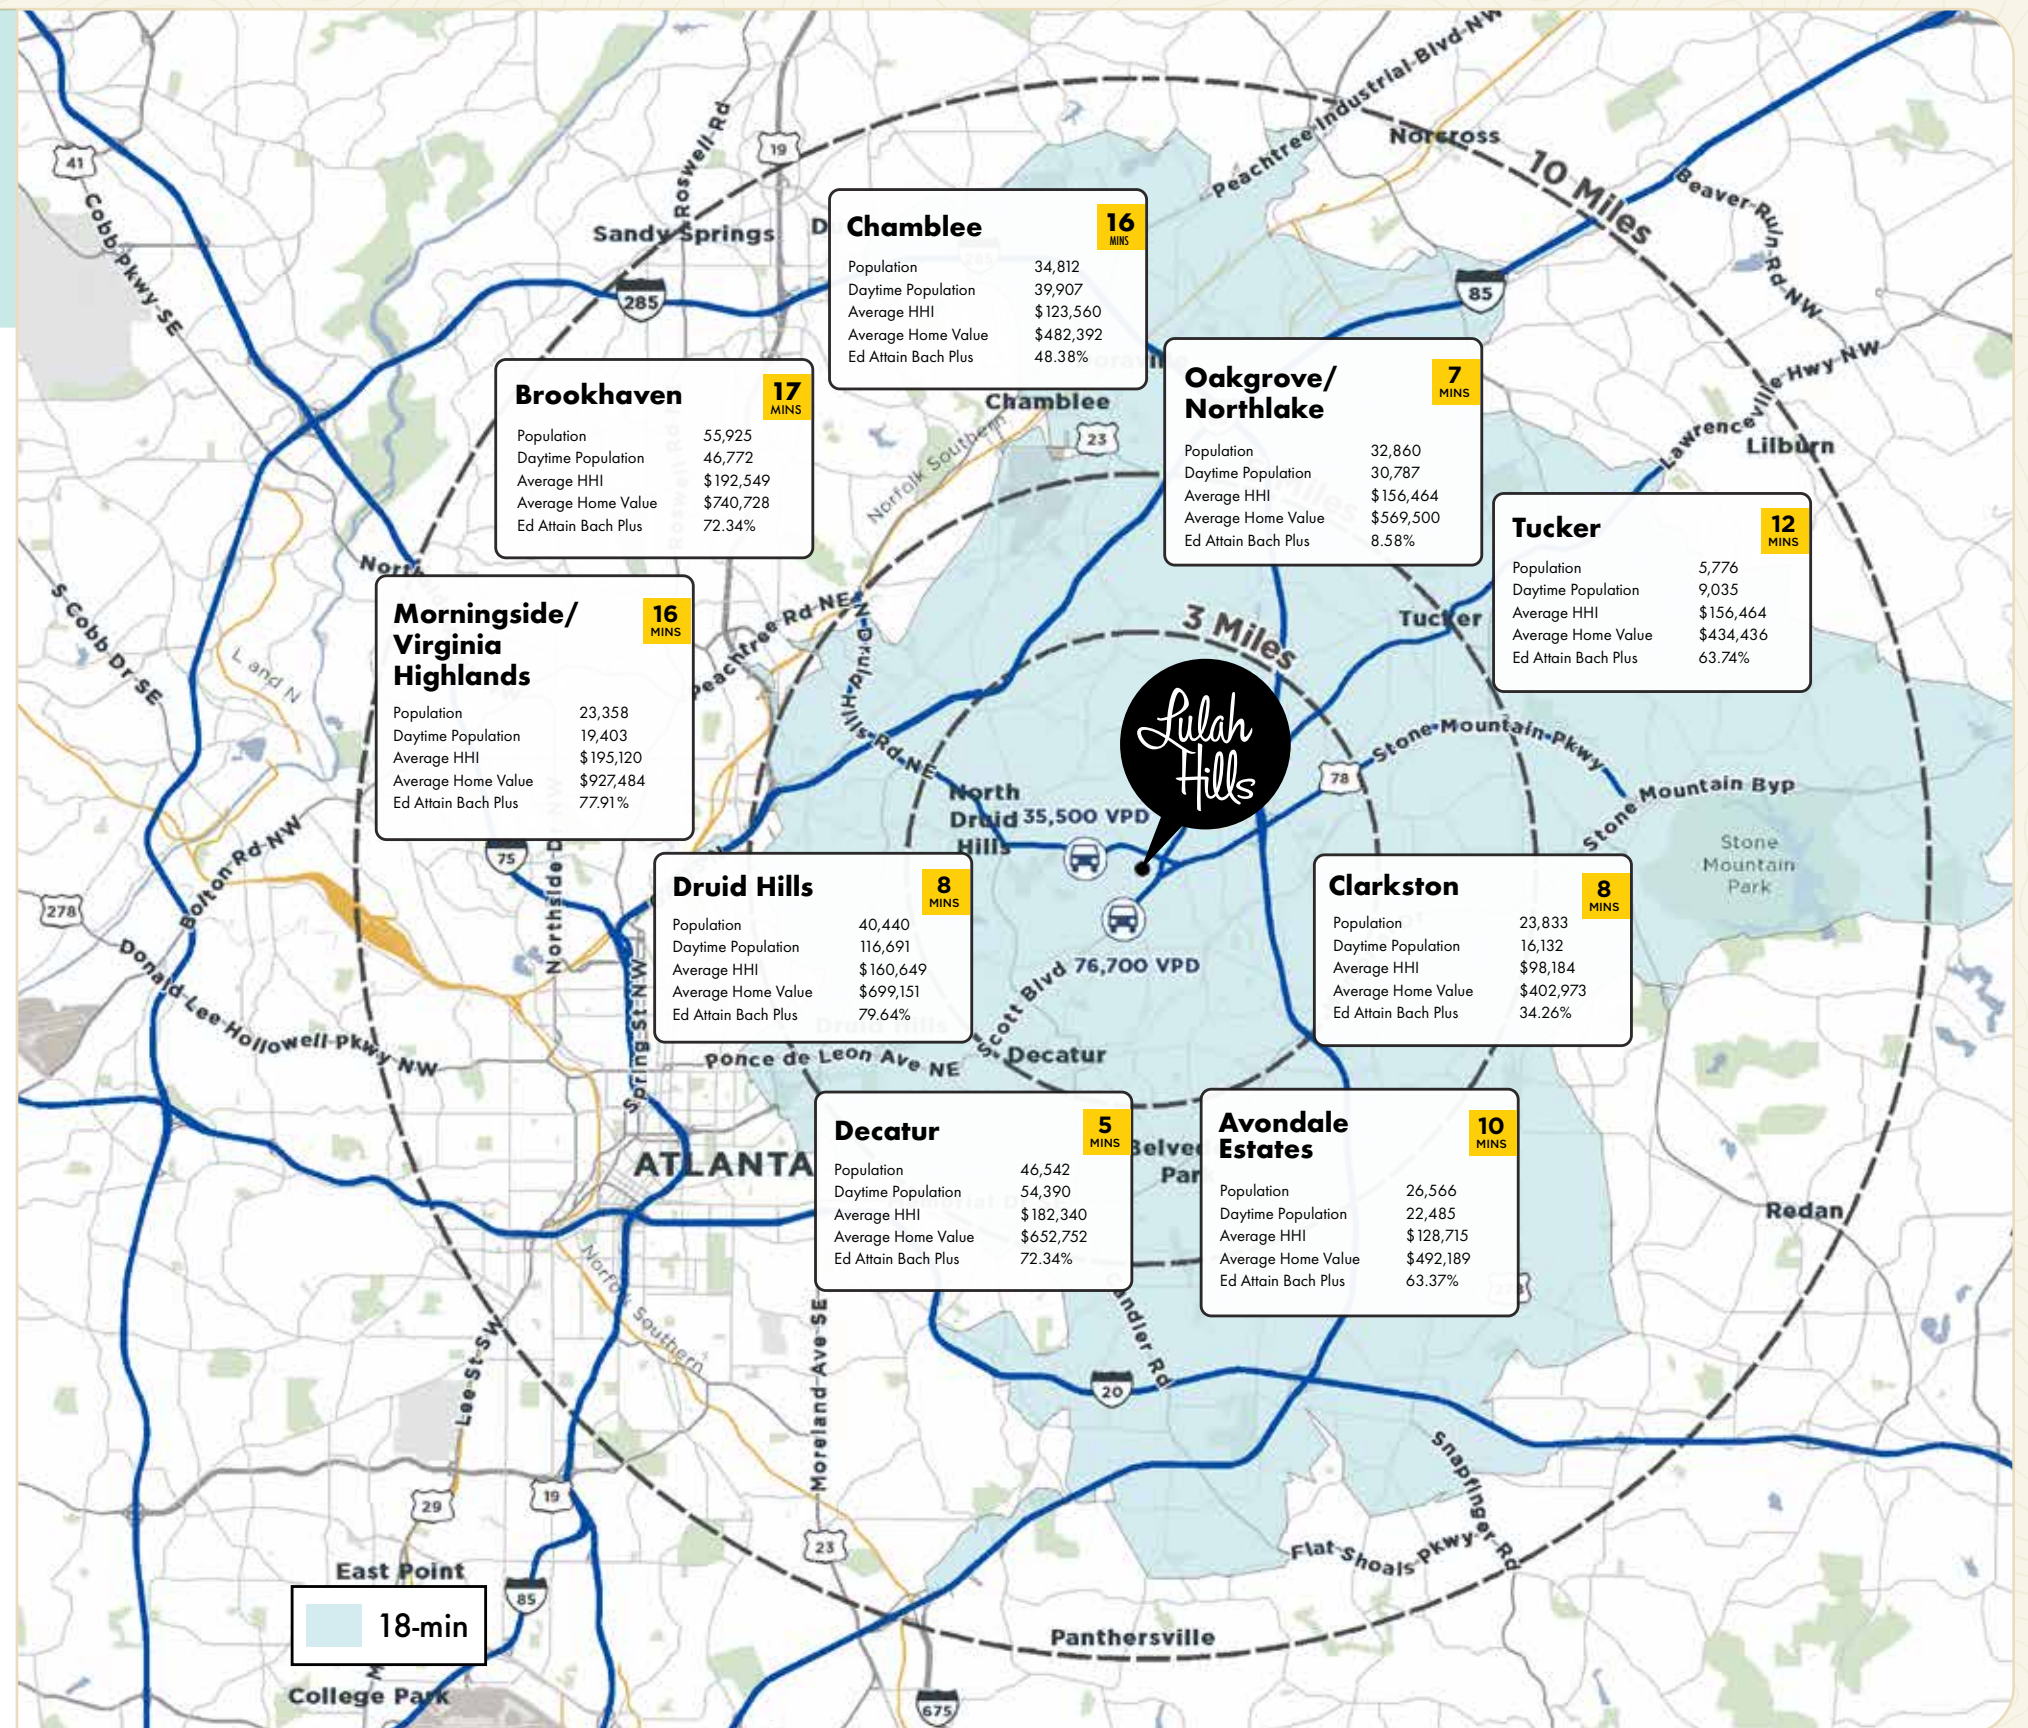 Peachtree Industrial Blvd NW
Norcross
10 Miles
Beaver Ruin Rd NW
41
Cobb Pkwy SE
Roswell Rd
19
Sandy Springs
285
85
Chamble​e
16
MINS
Population 34,812
Daytime Population 39,907
Average HHI $123,560
Average Home Value $482,392
Ed Attain Bach Plus 48.38%
Chamblee
23
Norfolk Southern
Brookhaven
17
MINS
Population 55,925
Daytime Population 46,772
Average HHI $192,549
Average Home Value $740,728
Ed Attain Bach Plus 72.34%
Oakgrove/
Northlake
7
MINS
Population 32,860
Daytime Population 30,787
Average HHI $156,464
Average Home Value $569,500
Ed Attain Bach Plus 8.58%
Lawrenceville Hwy NW
Lilburn
Tucker
12
MINS
Population 5,776
Daytime Population 9,035
Average HHI $156,464
Average Home Value $434,436
Ed Attain Bach Plus 63.74%
Tucker
North
S Cobb Dr SE
L and N
Morningside/
Virginia
Highlands
16
MINS
Population 23,358
Daytime Population 19,403
Average HHI $195,120
Average Home Value $927,484
Ed Attain Bach Plus 77.91%
Peachtree Rd NE
N Druid Hills Rd NE
3 Miles
Lulah
Hills
78
Stone Mountain Pkwy
Stone Mountain Byp
Stone
Mountain
Park
North
Druid
Hills
35,500 VPD
76,700 VPD
Scott Blvd
75
Northside D
Bolton Rd NW
278
Donald Lee Hollowell Pkwy NW
Spring St NW
Druid Hills
8
MINS
Population 40,440
Daytime Population 116,691
Average HHI $160,649
Average Home Value $699,151
Ed Attain Bach Plus 79.64%
Druid Hills
Clarkston
8
MINS
Population 23,833
Daytime Population 16,132
Average HHI $98,184
Average Home Value $402,973
Ed Attain Bach Plus 34.26%
Ponce de Leon Ave NE
Decatur
ATLANTA
Decatur
5
MINS
Population 46,542
Daytime Population 54,390
Average HHI $182,340
Average Home Value $652,752
Ed Attain Bach Plus 72.34%
Belve
Par
Avondale
Estates
10
MINS
Population 26,566
Daytime Population 22,485
Average HHI $128,715
Average Home Value $492,189
Ed Attain Bach Plus 63.37%
Redan
Norfolk Southern
Lee St SW
Moreland Ave SE
andler Rd
20
Snapfinger Rd
Flat Shoals Pkwy
29
19
23
East Point
85
18-min
Panthersville
College Park
675